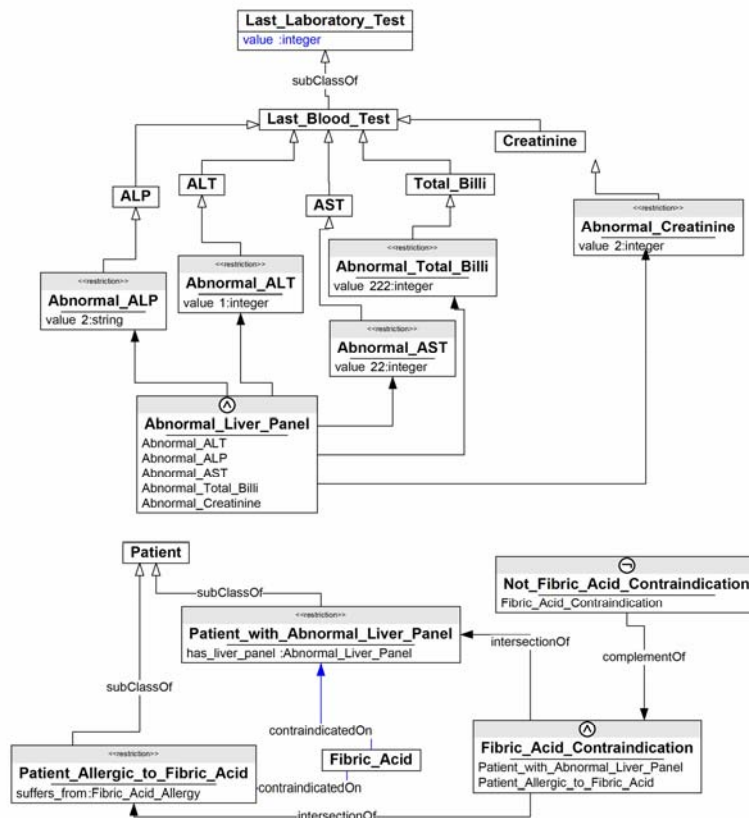 Last_Laboratory_Test
value :integer
subClassOf
Last_Blood_Test
Creatinine
ALP
ALT
AST
Total_Billi
<<restriction>>
Abnormal_Creatinine
value 2:integer
<<restriction>>
Abnormal_Total_Billi
value 222:integer
<<restriction>>
Abnormal_ALT
value 1:integer
<<restriction>>
Abnormal_ALP
value 2:string
<<restriction>>
Abnormal_AST
value 22:integer
Abnormal_Liver_Panel
Abnormal_ALT
Abnormal_ALP
Abnormal_AST
Abnormal_Total_Billi
Abnormal_Creatinine
Patient
subClassOf
<<restriction>>
Patient_with_Abnormal_Liver_Panel
has_liver_panel :Abnormal_Liver_Panel
Not_Fibric_Acid_Contraindication
Fibric_Acid_Contraindication
intersectionOf
complementOf
subClassOf
contraindicatedOn
Fibric_Acid
contraindicatedOn
<<restriction>>
Patient_Allergic_to_Fibric_Acid
suffers_from:Fibric_Acid_Allergy
Fibric_Acid_Contraindication
Patient_with_Abnormal_Liver_Panel
Patient_Allergic_to_Fibric_Acid
intersectionOf